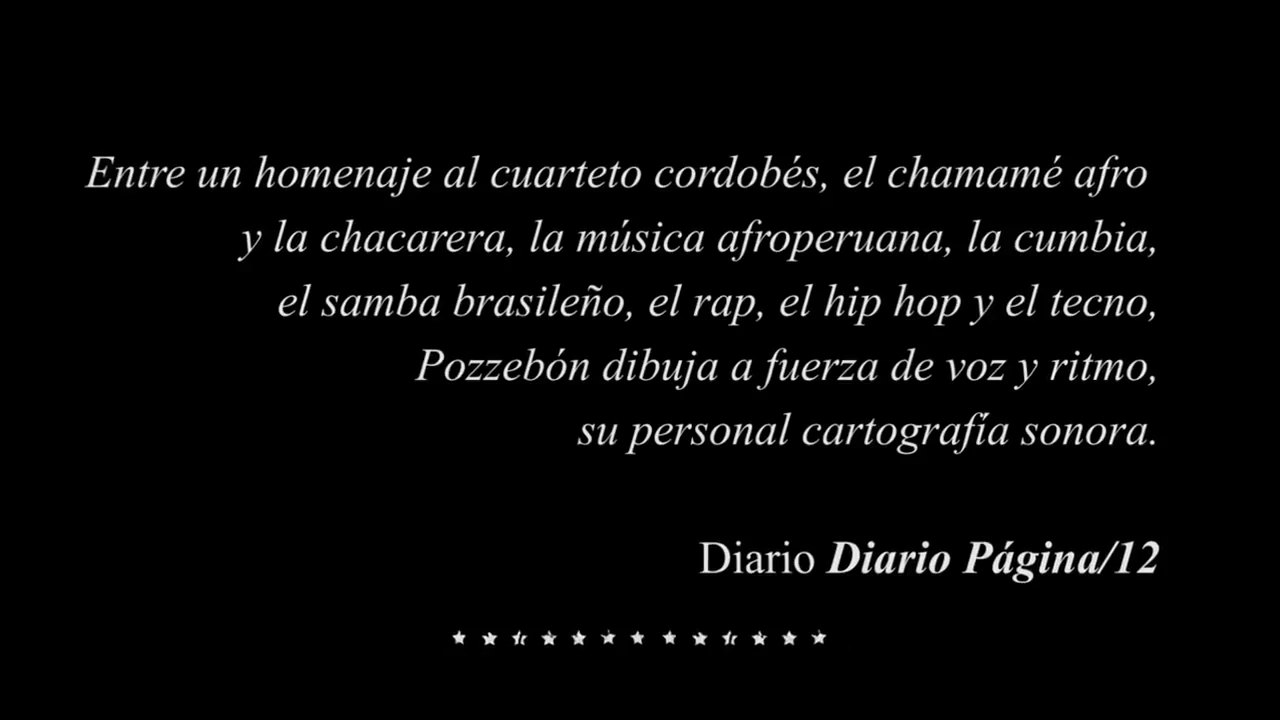 Entre un homenaje al cuarteto cordobés, el chamamé afro
y la chacarera, la música afroperuana, la cumbia,
el samba brasileño, el rap, el hip hop y el tecno,
Pozzebón dibuja a fuerza de voz y ritmo,
su personal cartografía sonora.
Diario Diario Página/12